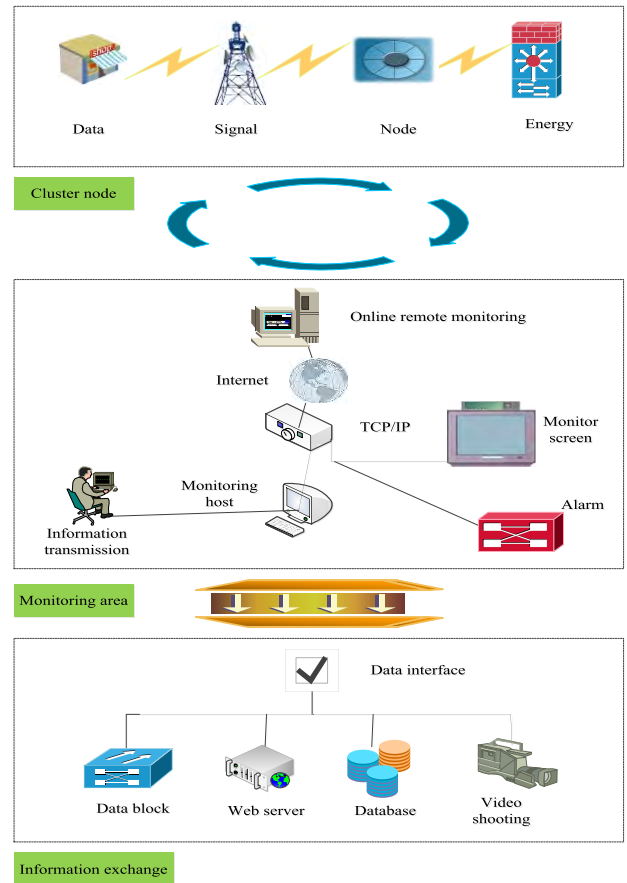 SHOP
Data
Signal
Node
Energy
Cluster node
Online remote monitoring
Internet
TCP/IP
Monitor
screen
Monitoring
host
Alarm
Information
transmission
Monitoring area
Data interface
Data block
Web server
Database
Video
shooting
Information exchange